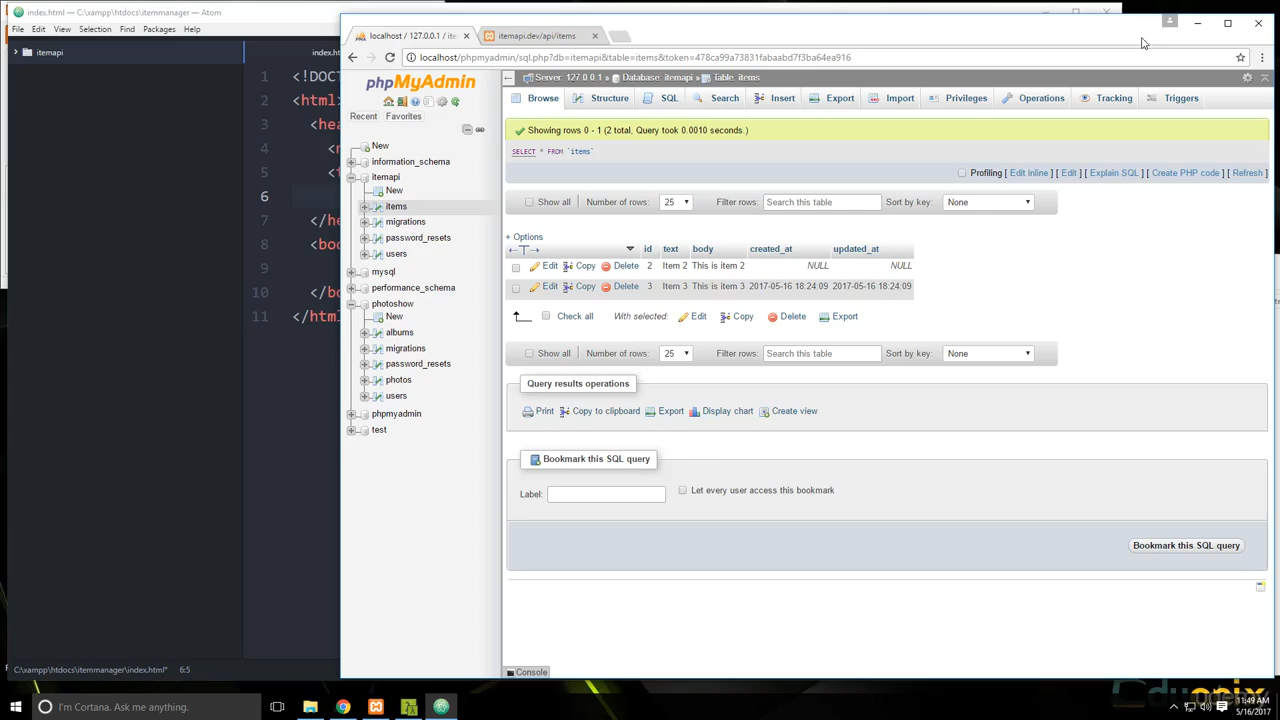 index.html — C:\xampp\htdocs\itemmanager — Atom
File Edit View Selection Find Packages Help
itemapi
index.htm
1 <!DOCT
2 <html>
3 <hea
4 <m
5 <t
6
7 </h
8 <bod
9
10 </b
11 </htm
C:\xampp\htdocs\itemmanager\index.html* 6:5
localhost / 127.0.0.1 / ite
itemapi.dev/api/items
localhost/phpmyadmin/sql.php?db=itemapi&table=items&token=478ca99a73831fabaabd7f3ba64ea916
phpMyAdmin
Recent Favorites
New
information_schema
itemapi
New
items
migrations
password_resets
users
mysql
performance_schema
photoshow
New
albums
migrations
password_resets
photos
users
phpmyadmin
test
Server: 127.0.0.1 » Database: itemapi » Table: items
Browse Structure SQL Search Insert Export Import Privileges Operations Tracking Triggers
Showing rows 0 - 1 (2 total, Query took 0.0010 seconds.)
SELECT * FROM `items`
Profiling [ Edit inline ] [ Edit ] [ Explain SQL ] [ Create PHP code ] [ Refresh ]
Show all Number of rows: 25 Filter rows: Search this table Sort by key: None
+ Options
←T→ id text body created_at updated_at
Edit Copy Delete 2 Item 2 This is item 2 NULL NULL
Edit Copy Delete 3 Item 3 This is item 3 2017-05-16 18:24:09 2017-05-16 18:24:09
Check all With selected: Edit Copy Delete Export
Show all Number of rows: 25 Filter rows: Search this table Sort by key: None
Query results operations
Print Copy to clipboard Export Display chart Create view
Bookmark this SQL query
Label: Let every user access this bookmark
Bookmark this SQL query
Console
I'm Cortana. Ask me anything.
11:49 AM
5/16/2017